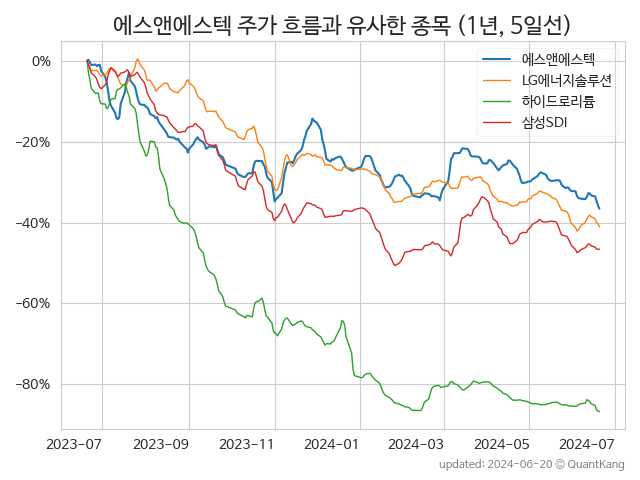 에스앤에스텍 주가 흐름과 유사한 종목 (1년, 5일선)
에스앤에스텍
LG에너지솔루션
하이드로리튬
삼성SDI
0%
−20%
−40%
−60%
−80%
2023-07 2023-09 2023-11 2024-01 2024-03 2024-05 2024-07
updated: 2024-06-20 © QuantKang